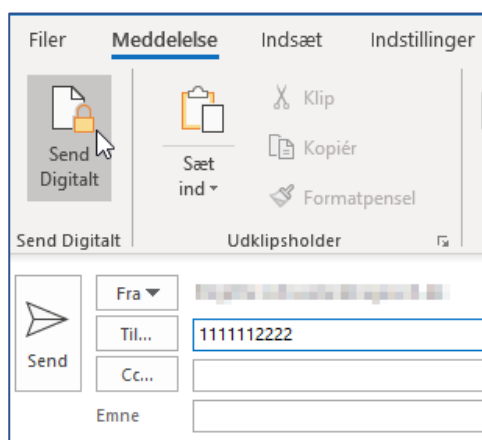 Filer Meddelelse Indsæt Indstillinger
Send
Digitalt
Sæt
ind
Klip
Kopiér
Formatpensel
Send Digitalt Udklipsholder
Send
Fra
Til... 1111112222
Cc...
Emne